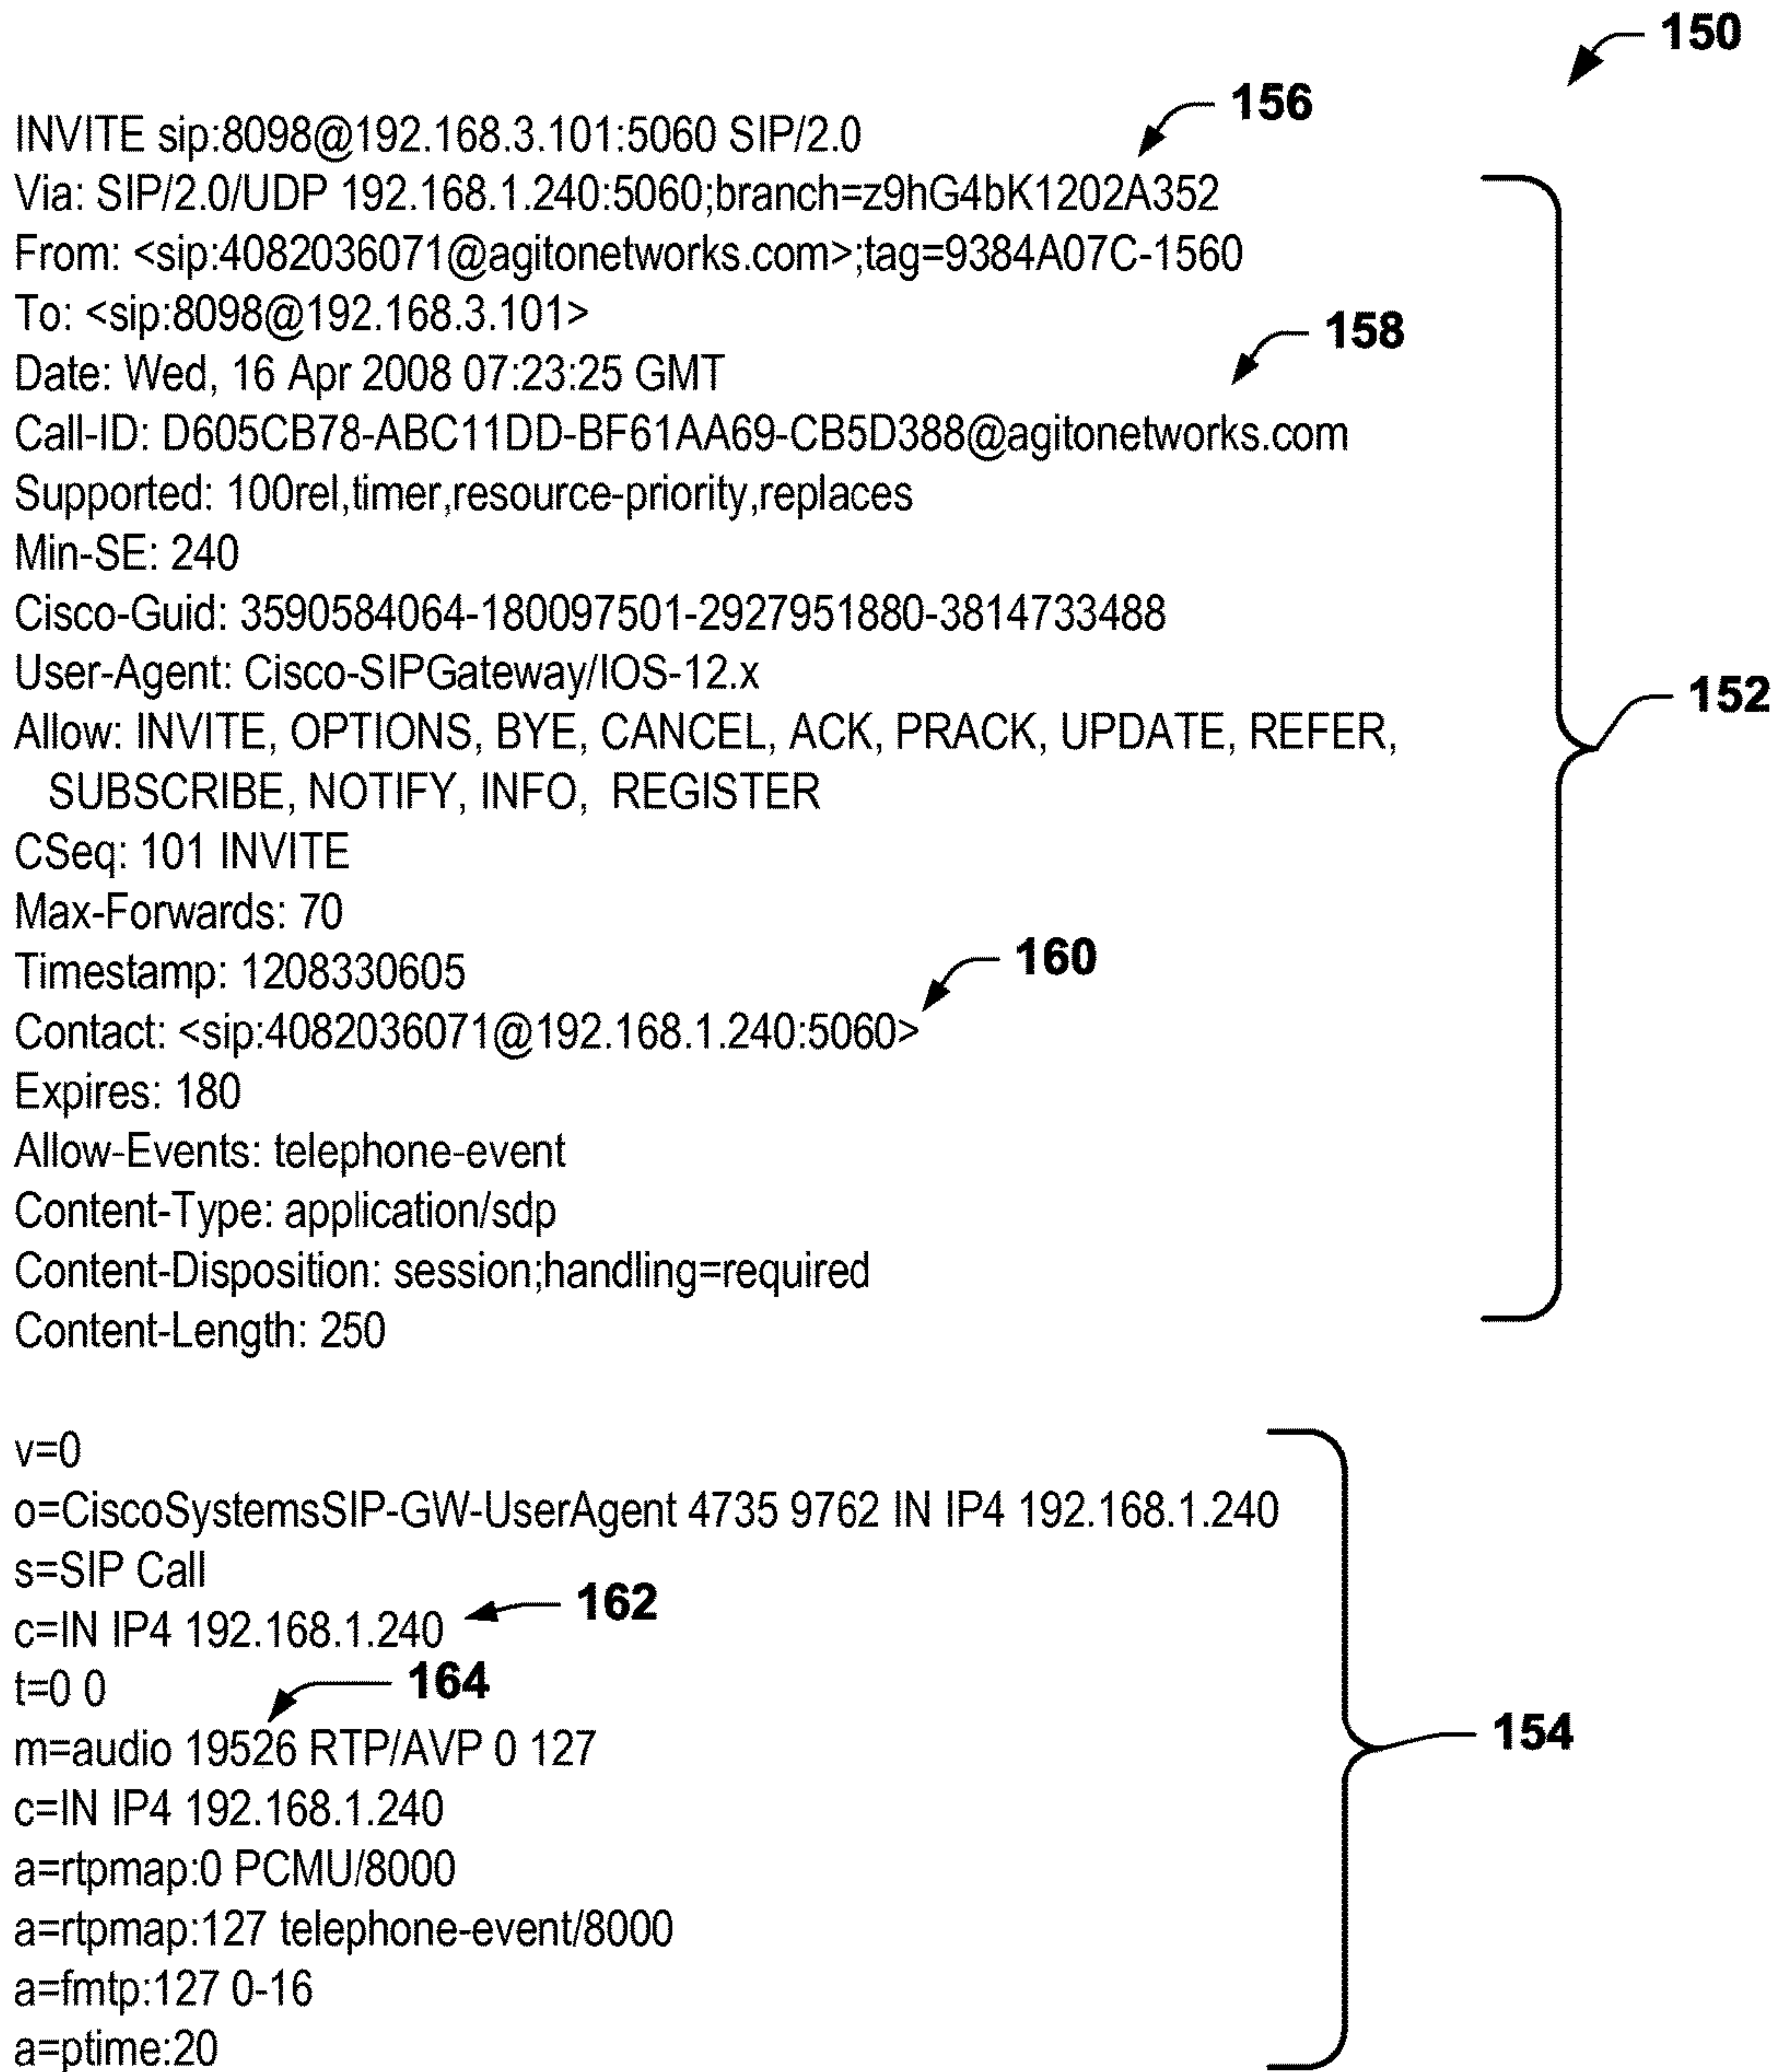 150
156
INVITE sip:8098@192.168.3.101:5060 SIP/2.0
Via: SIP/2.0/UDP 192.168.1.240:5060;branch=z9hG4bK1202A352
From: <sip:4082036071@agitonetworks.com>;tag=9384A07C-1560
To: <sip:8098@192.168.3.101>
158
Date: Wed, 16 Apr 2008 07:23:25 GMT
Call-ID: D605CB78-ABC11DD-BF61AA69-CB5D388@agitonetworks.com
Supported: 100rel,timer,resource-priority,replaces
Min-SE: 240
Cisco-Guid: 3590584064-180097501-2927951880-3814733488
User-Agent: Cisco-SIPGateway/IOS-12.x
152
Allow: INVITE, OPTIONS, BYE, CANCEL, ACK, PRACK, UPDATE, REFER,
SUBSCRIBE, NOTIFY, INFO, REGISTER
CSeq: 101 INVITE
Max-Forwards: 70
Timestamp: 1208330605
160
Contact: <sip:4082036071@192.168.1.240:5060>
Expires: 180
Allow-Events: telephone-event
Content-Type: application/sdp
Content-Disposition: session;handling=required
Content-Length: 250
v=0
o=CiscoSystemsSIP-GW-UserAgent 4735 9762 IN IP4 192.168.1.240
s=SIP Call
162
c=IN IP4 192.168.1.240
t=0 0
164
m=audio 19526 RTP/AVP 0 127
154
c=IN IP4 192.168.1.240
a=rtpmap:0 PCMU/8000
a=rtpmap:127 telephone-event/8000
a=fmtp:127 0-16
a=ptime:20